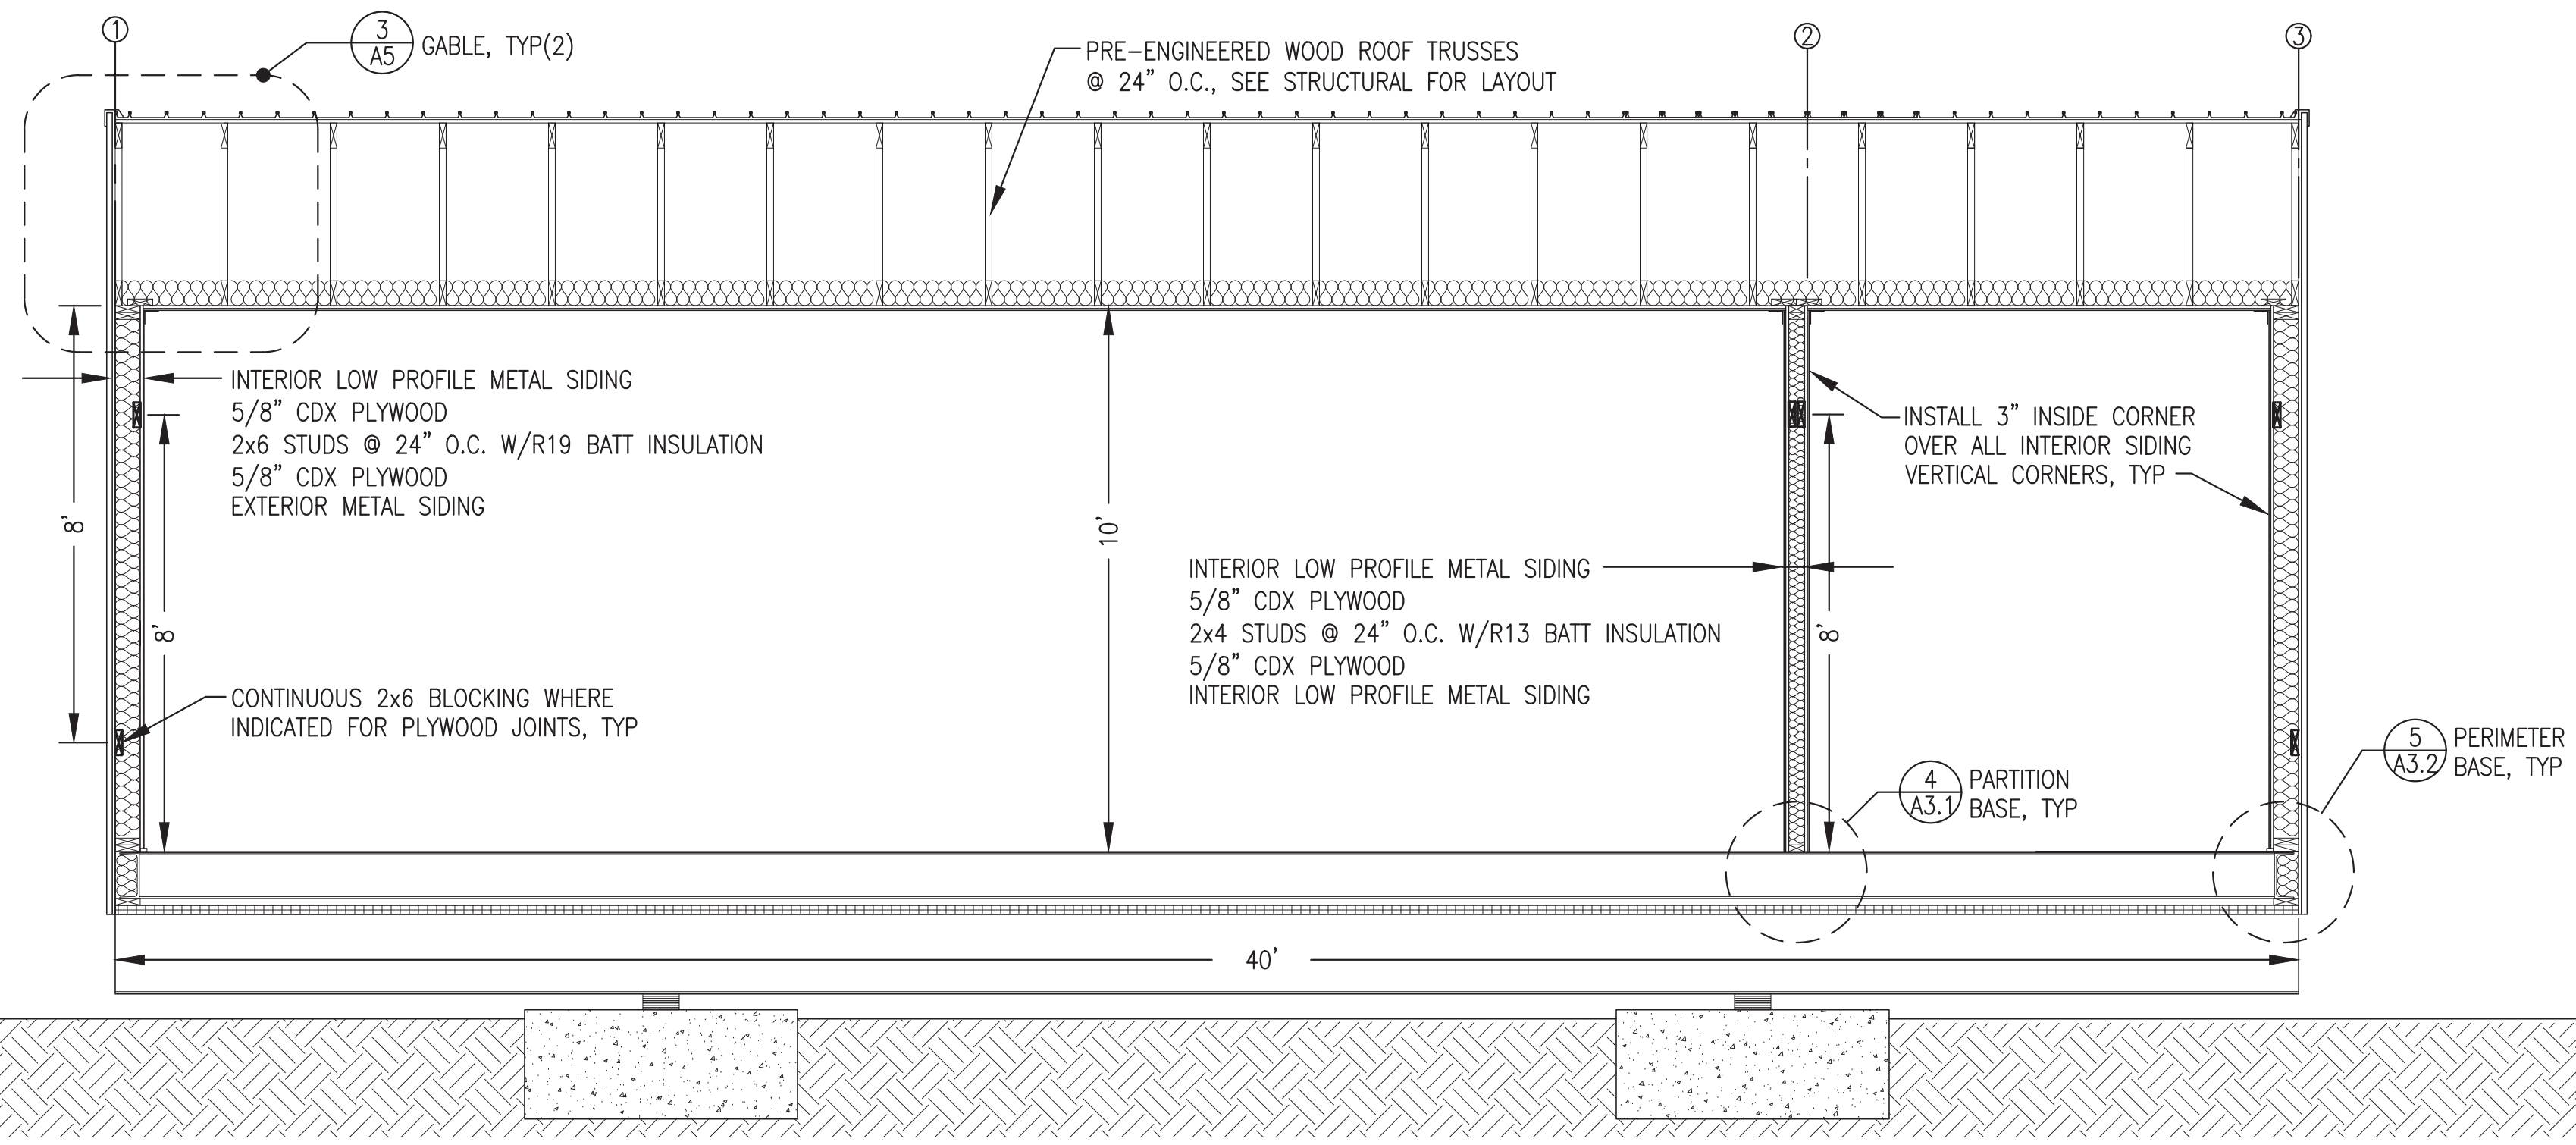 1
3
A5
GABLE, TYP(2)
PRE-ENGINEERED WOOD ROOF TRUSSES
@ 24" O.C., SEE STRUCTURAL FOR LAYOUT
2
3
INTERIOR LOW PROFILE METAL SIDING
5/8" CDX PLYWOOD
2x6 STUDS @ 24" O.C. W/R19 BATT INSULATION
5/8" CDX PLYWOOD
EXTERIOR METAL SIDING
INSTALL 3" INSIDE CORNER
OVER ALL INTERIOR SIDING
VERTICAL CORNERS, TYP
8'
10'
8'
INTERIOR LOW PROFILE METAL SIDING
5/8" CDX PLYWOOD
2x4 STUDS @ 24" O.C. W/R13 BATT INSULATION
5/8" CDX PLYWOOD
INTERIOR LOW PROFILE METAL SIDING
8'
CONTINUOUS 2x6 BLOCKING WHERE
INDICATED FOR PLYWOOD JOINTS, TYP
4
A3.1
PARTITION
BASE, TYP
5
A3.2
PERIMETER
BASE, TYP
40'